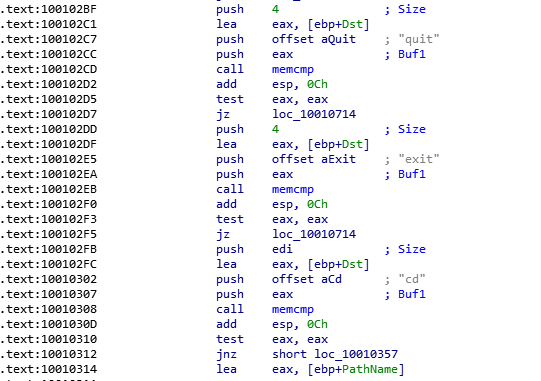 .text:100102BF push 4 ; Size
.text:100102C1 lea eax, [ebp+Dst]
.text:100102C7 push offset aQuit ; "quit"
.text:100102CC push eax ; Buf1
.text:100102CD call memcmp
.text:100102D2 add esp, 0Ch
.text:100102D5 test eax, eax
.text:100102D7 jz loc_10010714
.text:100102DD push 4 ; Size
.text:100102DF lea eax, [ebp+Dst]
.text:100102E5 push offset aExit ; "exit"
.text:100102EA push eax ; Buf1
.text:100102EB call memcmp
.text:100102F0 add esp, 0Ch
.text:100102F3 test eax, eax
.text:100102F5 jz loc_10010714
.text:100102FB push edi ; Size
.text:100102FC lea eax, [ebp+Dst]
.text:10010302 push offset aCd ; "cd"
.text:10010307 push eax ; Buf1
.text:10010308 call memcmp
.text:1001030D add esp, 0Ch
.text:10010310 test eax, eax
.text:10010312 jnz short loc_10010357
.text:10010314 lea eax, [ebp+PathName]